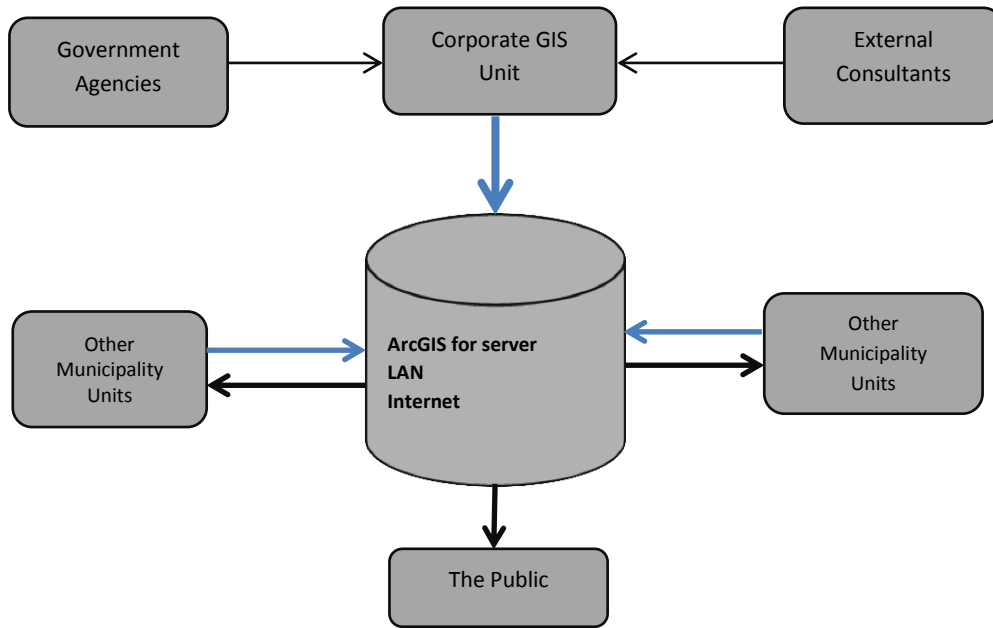 Government
Agencies
Corporate GIS
Unit
External
Consultants
Other
Municipality
Units
ArcGIS for server
LAN
Internet
Other
Municipality
Units
The Public